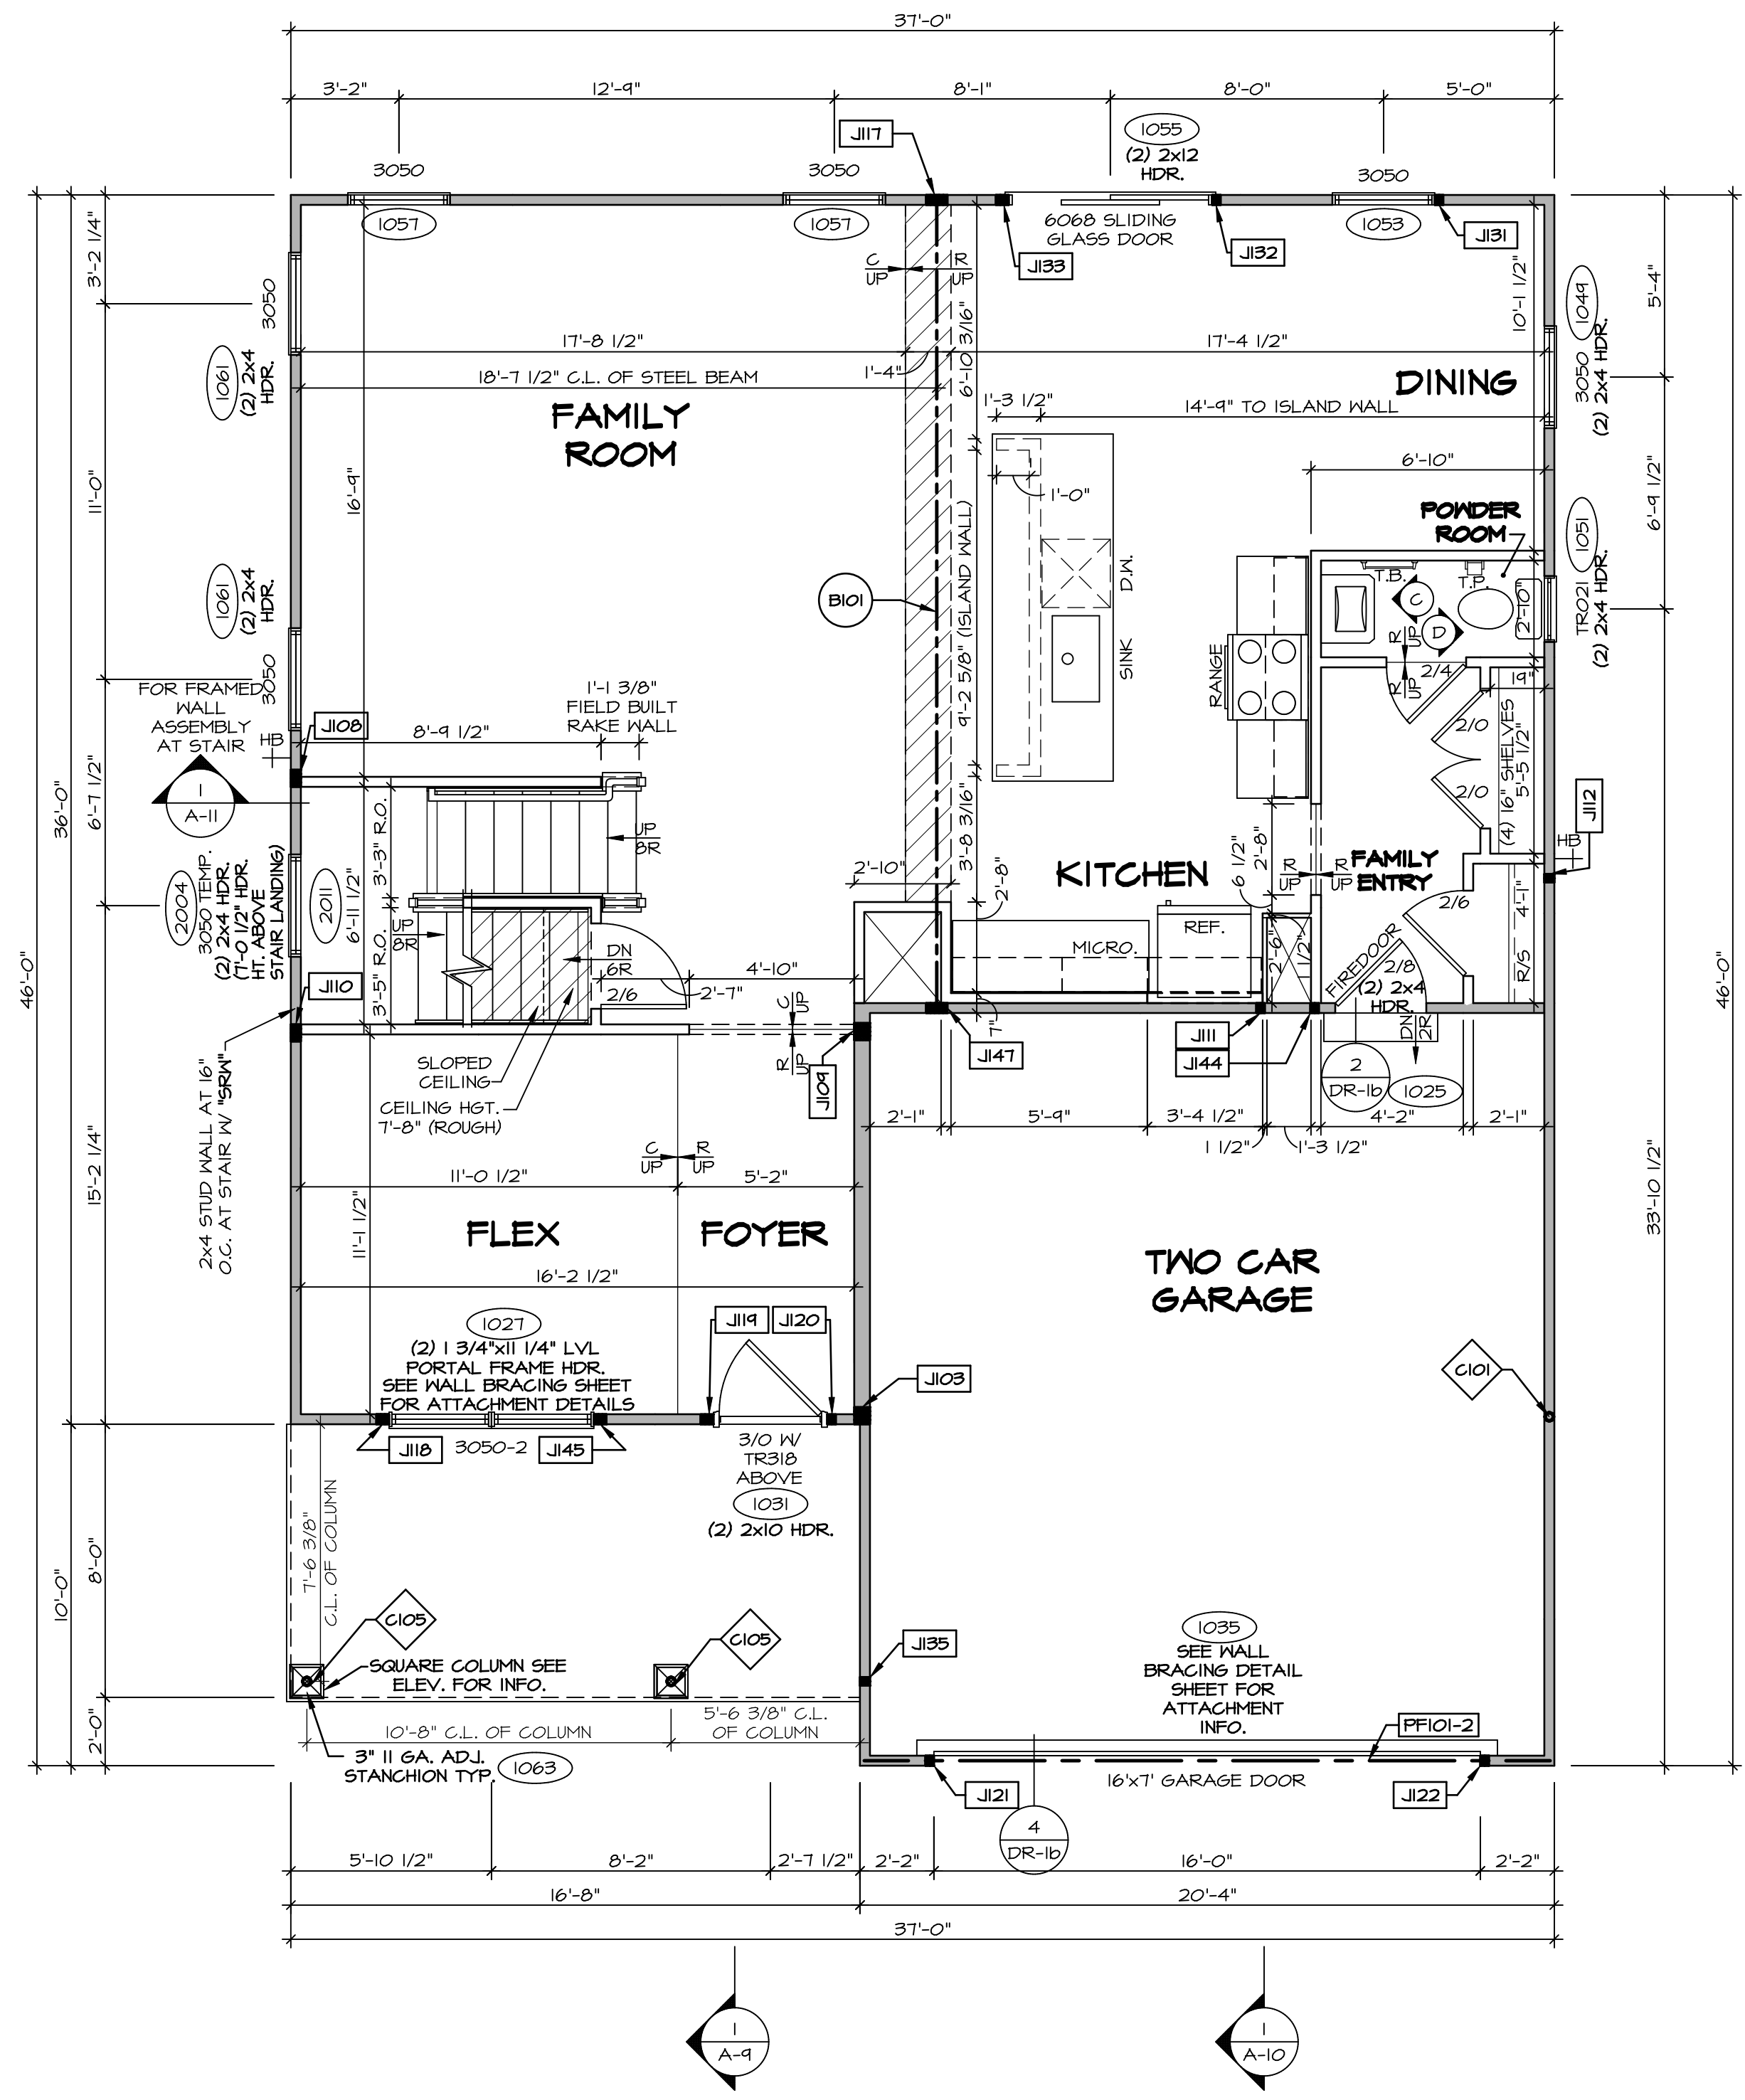 37'-0"
3'-2"
12'-9"
8'-1"
8'-0"
5'-0"
J117
1055
(2) 2x12
HDR.
3050
3050
3050
1057
1057
6068 SLIDING
GLASS DOOR
1053
J133
J132
J131
C
UP
R
UP
3'-2 1/4"
3050
1061
(2) 2x4
HDR.
11'-0"
1061
(2) 2x4
HDR.
3050
17'-8 1/2"
1'-4"
18'-7 1/2" C.L. OF STEEL BEAM
6'-10 3/16"
17'-4 1/2"
10'-1 1/2"
1049
3050
(2) 2x4 HDR.
5'-4"
FAMILY
ROOM
DINING
1'-3 1/2"
14'-9" TO ISLAND WALL
6'-10"
16'-9"
1'-0"
9'-2 5/8" (ISLAND WALL)
D.W.
SINK
RANGE
B101
POWDER
ROOM
T.B.
T.P.
C
D
2'-10"
R
UP
R
UP
2/4
1051
TR021
(2) 2x4 HDR.
6'-9 1/2"
19"
2/0
2/0
(4) 16" SHELVES
5'-5 1/2"
J112
HB
FOR FRAMED
WALL
ASSEMBLY
AT STAIR
HB
J108
1
A-11
8'-9 1/2"
1'-1 3/8"
FIELD BUILT
RAKE WALL
36'-0"
46'-0"
6'-7 1/2"
2004
3050 TEMP.
(2) 2x4 HDR.
(7'-0 1/2" HDR.
HT. ABOVE
STAIR LANDING)
2011
6'-11 1/2"
3'-3" R.O.
3'-5" R.O.
UP
8R
UP
8R
DN
6R
2/6
4'-10"
2'-7"
2'-10"
3'-8 3/16"
2'-8"
KITCHEN
MICRO.
REF.
6 1/2"
2'-8"
R
UP
R
UP
FAMILY
ENTRY
2'-6"
1/2"
FIREDOOR
2/8
(2) 2x4
HDR.
2/6
4'-1"
R/S
46'-0"
J110
C
UP
R
UP
J109
7"
J147
J111
J144
2
DR-1b
DN
2R
1025
SLOPED
CEILING
CEILING HGT.
7'-8" (ROUGH)
2x4 STUD WALL AT 16"
O.C. AT STAIR W/ "SRW"
15'-2 1/4"
2'-1"
5'-9"
3'-4 1/2"
1 1/2"
1'-3 1/2"
4'-2"
2'-1"
C
UP
R
UP
11'-0 1/2"
5'-2"
11'-1 1/2"
FLEX
FOYER
16'-2 1/2"
33'-10 1/2"
TWO CAR
GARAGE
1027
(2) 1 3/4"x11 1/4" LVL
PORTAL FRAME HDR.
SEE WALL BRACING SHEET
FOR ATTACHMENT DETAILS
J119
J120
J103
C101
J118
3050-2
J145
3/0 W/
TR318
ABOVE
1031
(2) 2x10 HDR.
7'-6 3/8"
C.L. OF COLUMN
8'-0"
10'-0"
2'-0"
C105
C105
SQUARE COLUMN SEE
ELEV. FOR INFO.
J135
1035
SEE WALL
BRACING DETAIL
SHEET FOR
ATTACHMENT
INFO.
10'-8" C.L. OF COLUMN
5'-6 3/8" C.L.
OF COLUMN
PF101-2
3" 11 GA. ADJ.
STANCHION TYP.
1063
16'x7' GARAGE DOOR
J121
J122
4
DR-1b
5'-10 1/2"
8'-2"
2'-7 1/2"
2'-2"
16'-0"
2'-2"
16'-8"
20'-4"
37'-0"
1
A-9
1
A-10